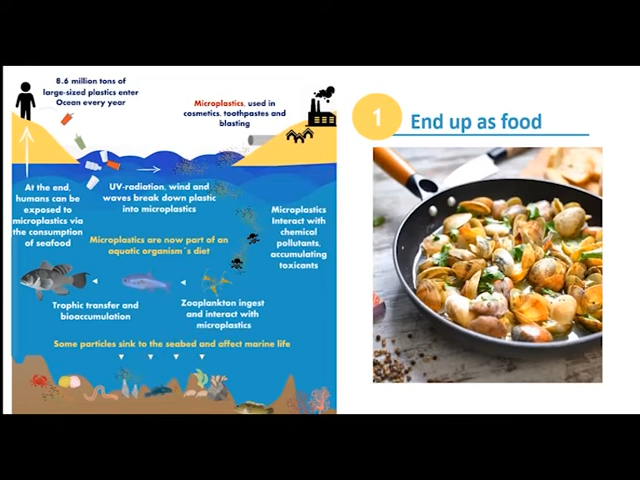 8.6 million tons of
large-sized plastics enter
Ocean every year
Microplastics, used in
cosmetics, toothpastes and
blasting
At the end,
humans can be
exposed to
microplastics via
the consumption
of seafood
UV-radiation, wind and
waves break down plastic
into microplastics
Microplastics are now part of an
aquatic organism´s diet
Microplastics
Interact with
chemical
pollutants,
accumulating
toxicants
Trophic transfer and
bioaccumulation
Zooplankton ingest
and interact with
microplastics
Some particles sink to the seabed and affect marine life
1
End up as food